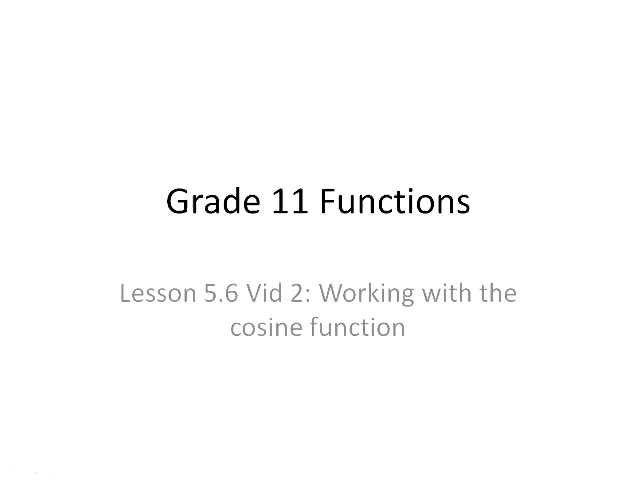 Grade 11 Functions
Lesson 5.6 Vid 2: Working with the
cosine function